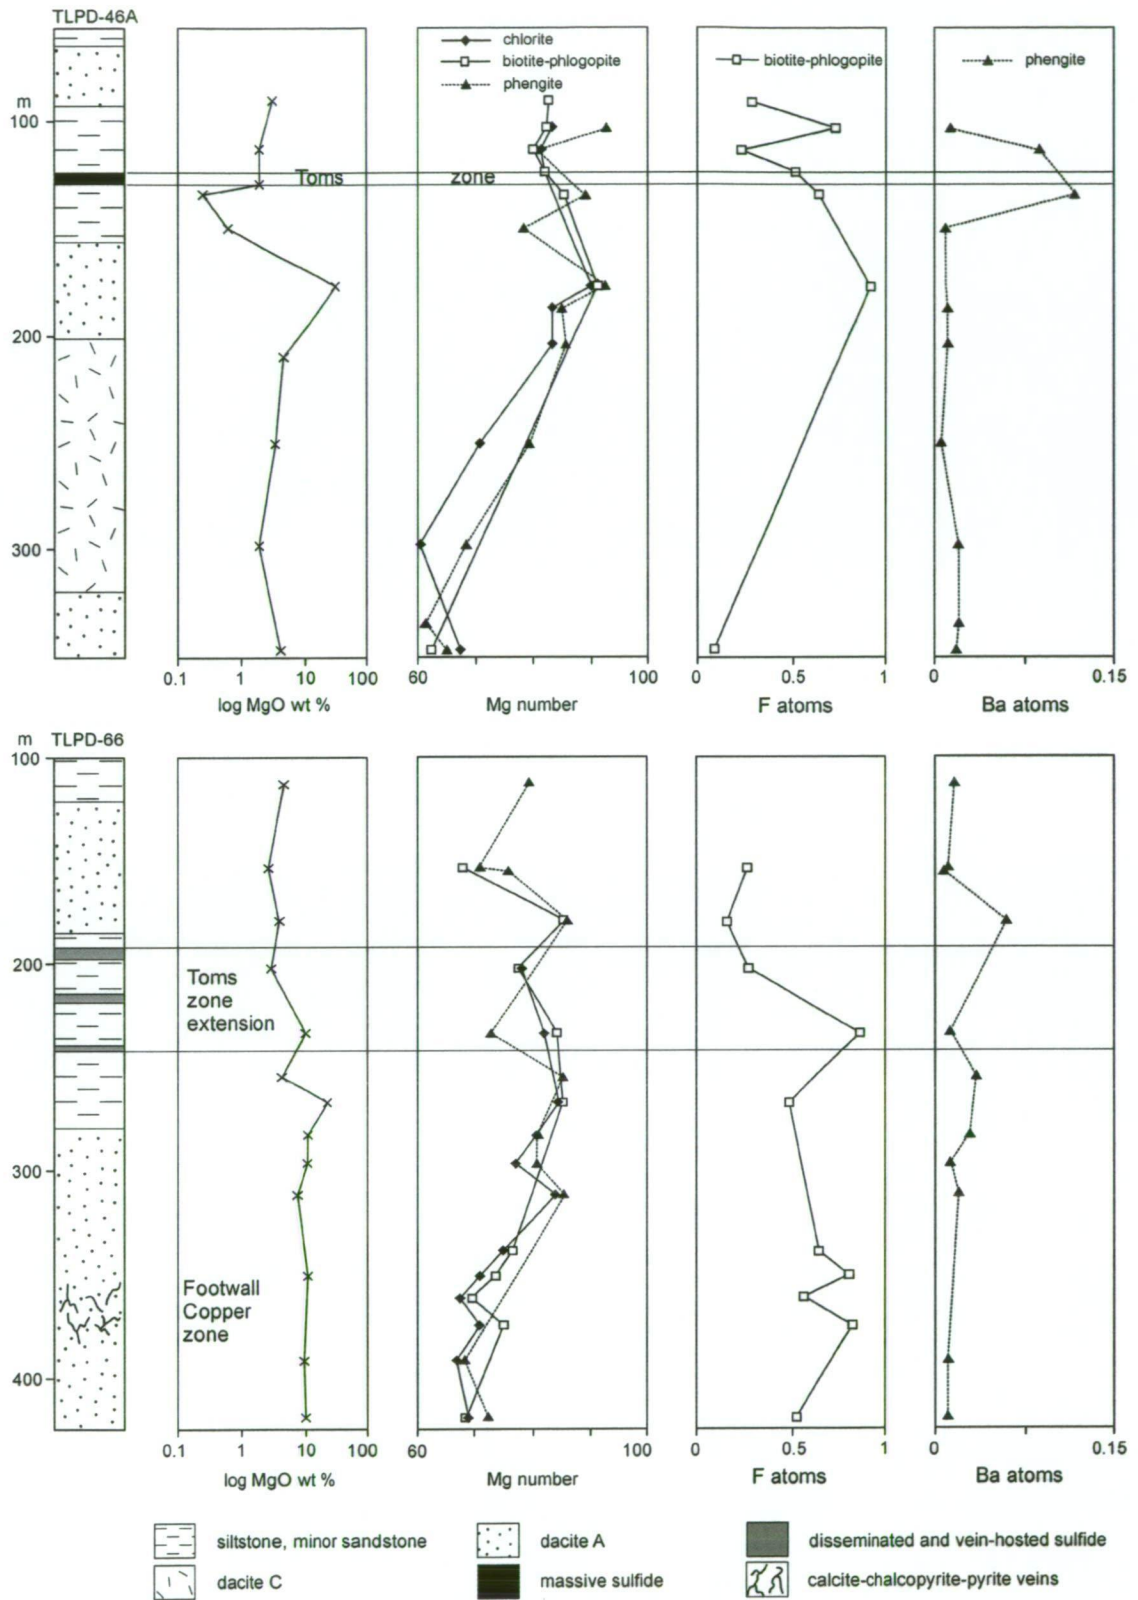 TLPD-46A
m
100
200
300
chlorite
biotite-phlogopite
phengite
biotite-phlogopite
phengite
Toms zone
0.1 1 10 100
log MgO wt %
60 100
Mg number
0 0.5 1
F atoms
0 0.15
Ba atoms
m TLPD-66
100
200
300
400
Toms
zone
extension
Footwall
Copper
zone
0.1 1 10 100
log MgO wt %
60 100
Mg number
0 0.5 1
F atoms
0 0.15
Ba atoms
siltstone, minor sandstone
dacite A
disseminated and vein-hosted sulfide
dacite C
massive sulfide
calcite-chalcopyrite-pyrite veins